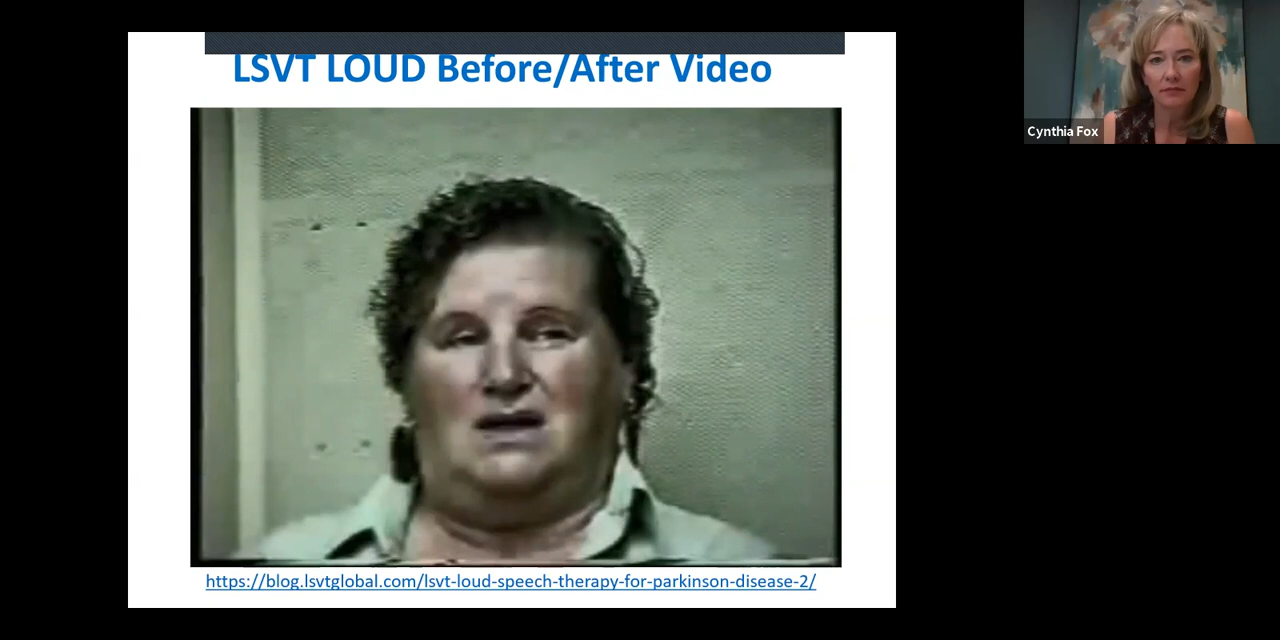 LSVT LOUD Before/After Video
Cynthia Fox
https://blog.lsvtglobal.com/lsvt-loud-speech-therapy-for-parkinson-disease-2/